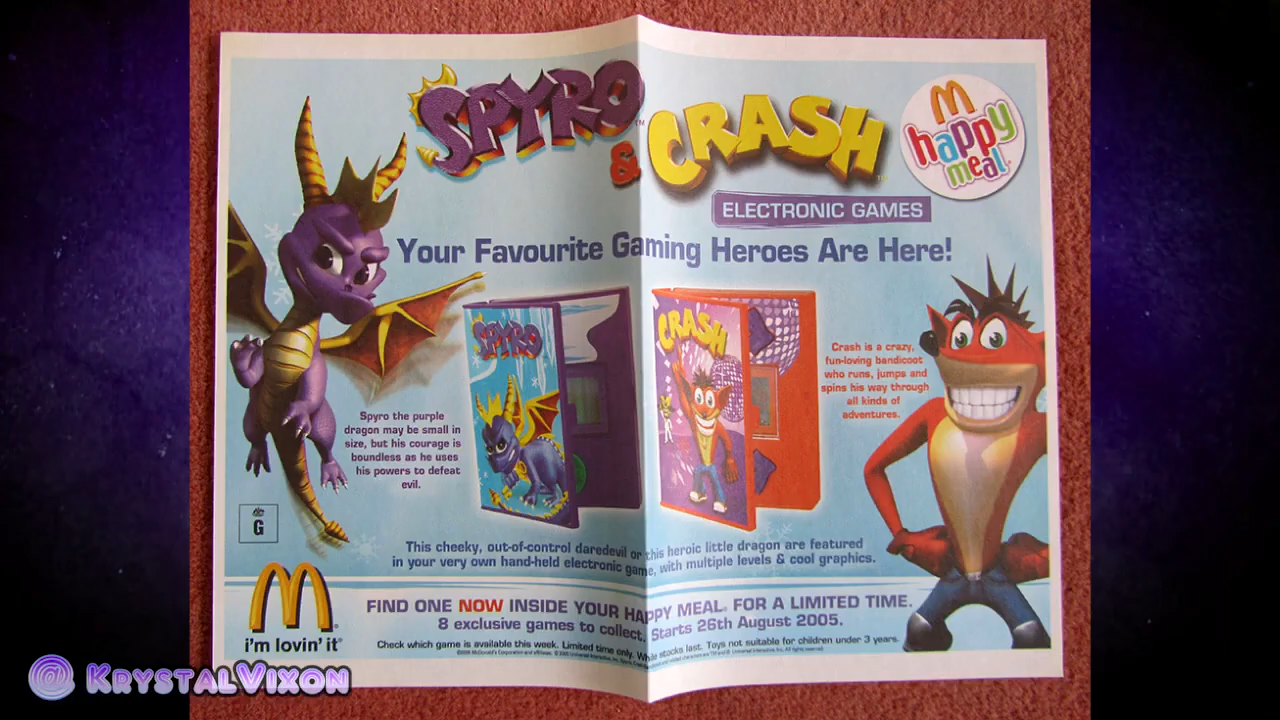 SPYRO™
& CRASH™
happy
meal®
ELECTRONIC GAMES
Your Favourite Gaming Heroes Are Here!
SPYRO
CRASH
Crash is a crazy,
fun-loving bandicoot
who runs, jumps and
spins his way through
all kinds of
adventures.
Spyro the purple
dragon may be small in
size, but his courage is
boundless as he uses
his powers to defeat
evil.
G
This cheeky, out-of-control daredevil or this heroic little dragon are featured
in your very own hand-held electronic game, with multiple levels & cool graphics.
i'm lovin' it®
FIND ONE NOW INSIDE YOUR HAPPY MEAL® FOR A LIMITED TIME.
8 exclusive games to collect. Starts 26th August 2005.
Check which game is available this week. Limited time only. While stocks last. Toys not suitable for children under 3 years.
KRYSTALVIXON